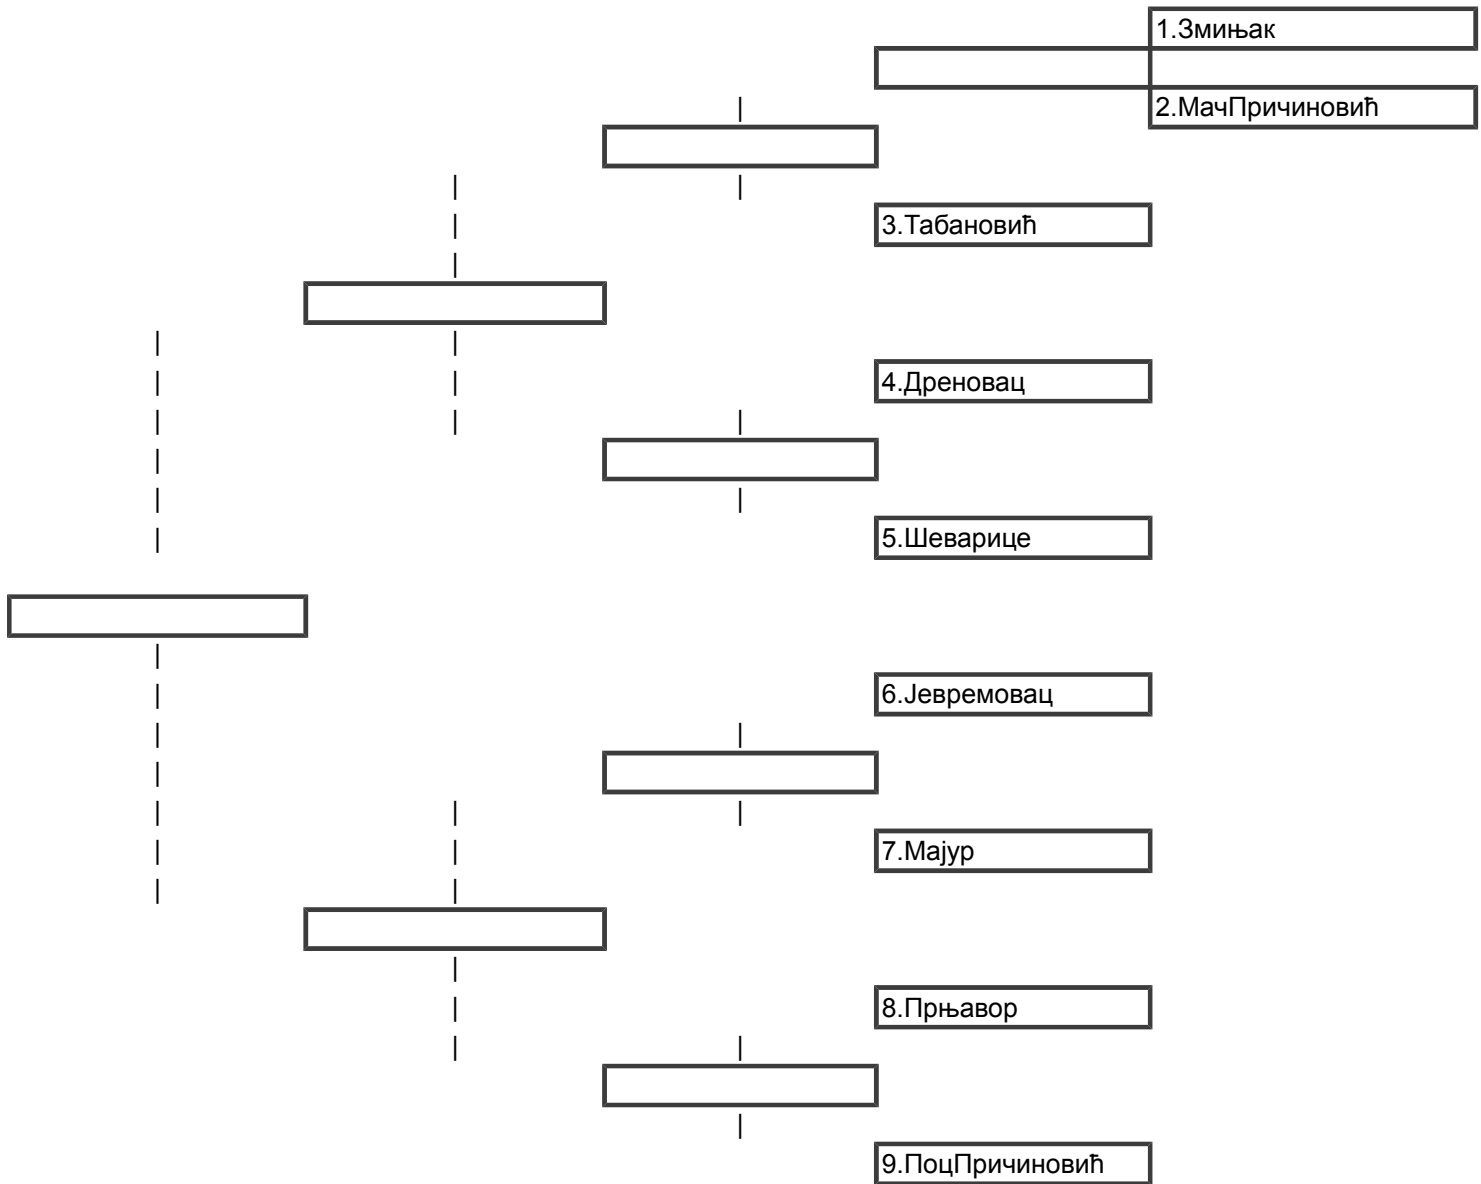 1.Змињак
2.МачПричиновић
3.Табановић
4.Дреновац
5.Шеварице
6.Јевремовац
7.Мајур
8.Прњавор
9.ПоцПричиновић